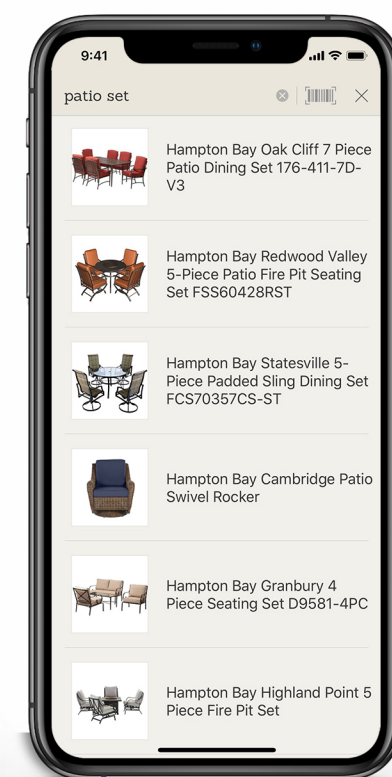 9:41
patio set
Hampton Bay Oak Cliff 7 Piece
Patio Dining Set 176-411-7D-
V3
Hampton Bay Redwood Valley
5-Piece Patio Fire Pit Seating
Set FSS60428RST
Hampton Bay Statesville 5-
Piece Padded Sling Dining Set
FCS70357CS-ST
Hampton Bay Cambridge Patio
Swivel Rocker
Hampton Bay Granbury 4
Piece Seating Set D9581-4PC
Hampton Bay Highland Point 5
Piece Fire Pit Set